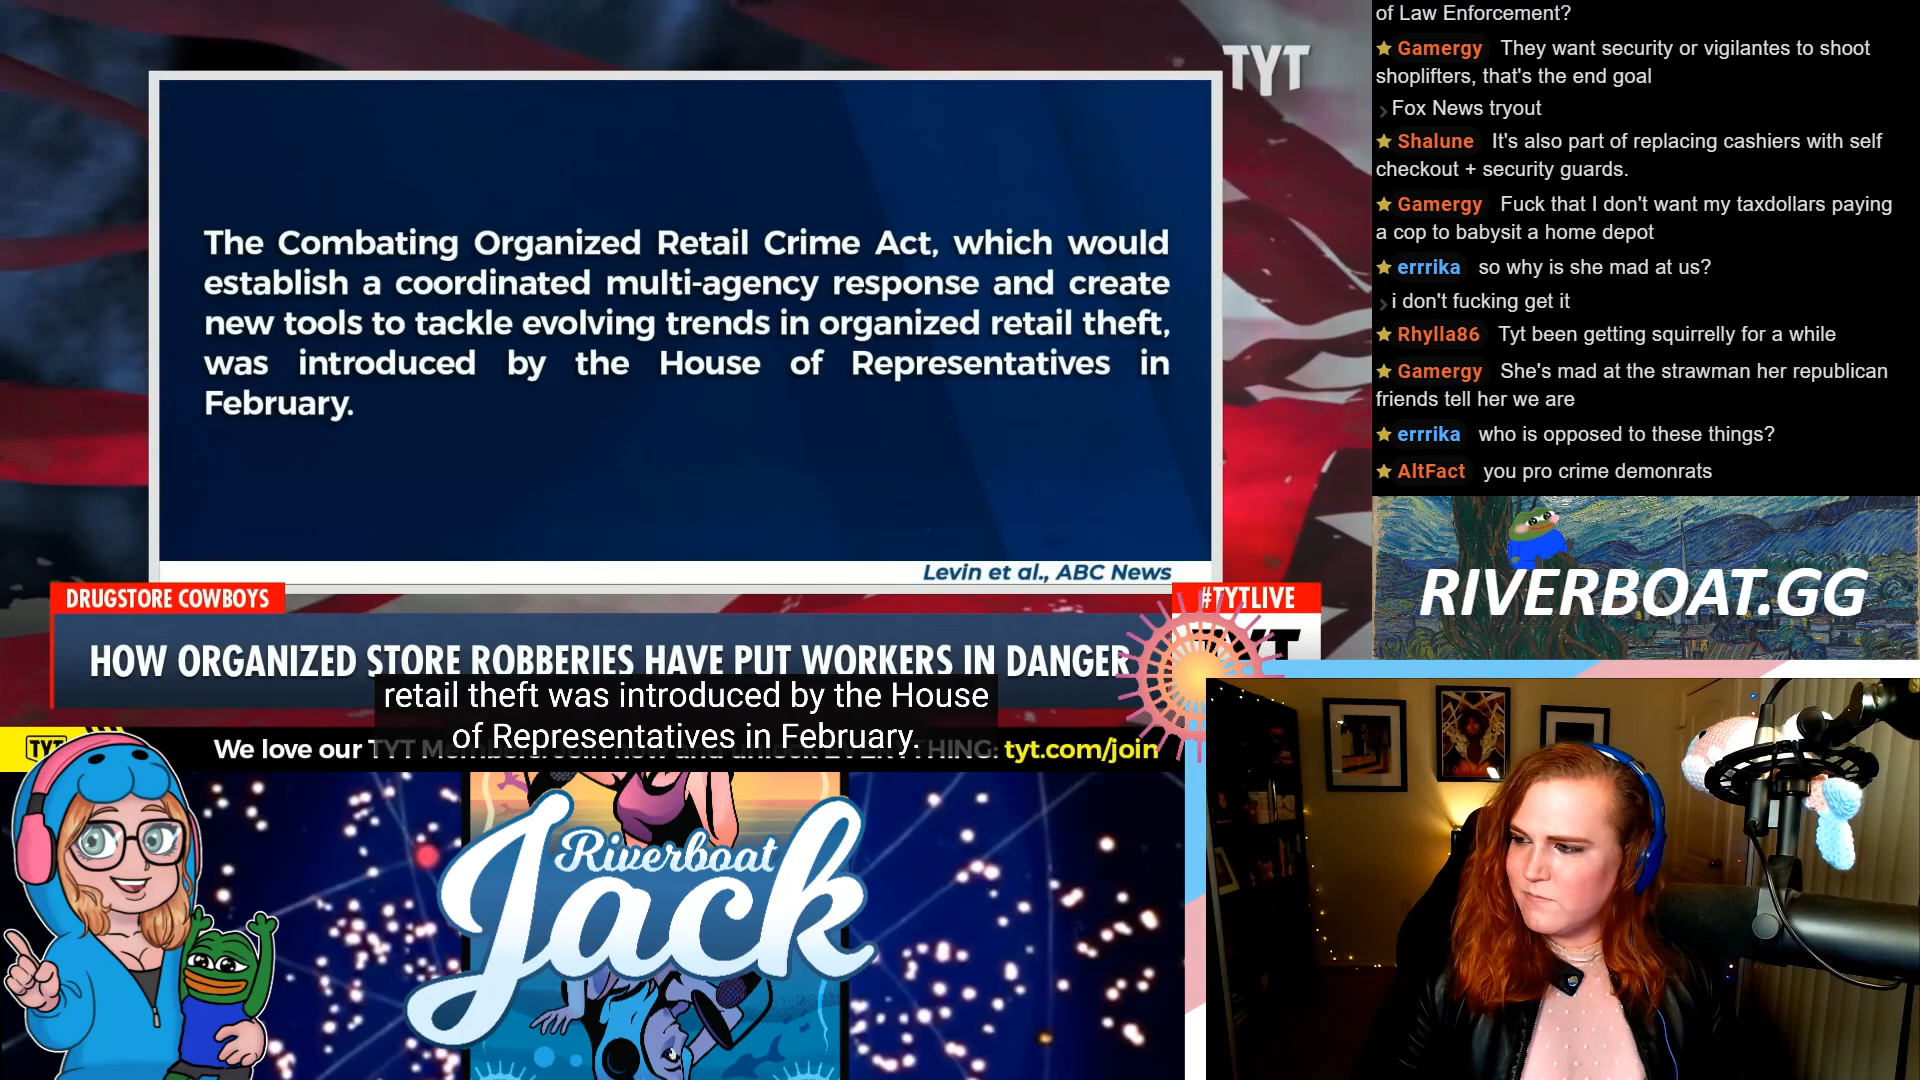 TYT
The Combating Organized Retail Crime Act, which would
establish a coordinated multi-agency response and create
new tools to tackle evolving trends in organized retail theft,
was introduced by the House of Representatives in
February.
Levin et al., ABC News
DRUGSTORE COWBOYS
#TYTLIVE
HOW ORGANIZED STORE ROBBERIES HAVE PUT WORKERS IN DANGER
retail theft was introduced by the House
of Representatives in February.
TYT
We love our TYT Members! Join now and unlock EVERYTHING: tyt.com/join
Riverboat
Jack
of Law Enforcement?
Gamergy They want security or vigilantes to shoot
shoplifters, that's the end goal
Fox News tryout
Shalune It's also part of replacing cashiers with self
checkout + security guards.
Gamergy Fuck that I don't want my taxdollars paying
a cop to babysit a home depot
errrika so why is she mad at us?
i don't fucking get it
Rhylla86 Tyt been getting squirrelly for a while
Gamergy She's mad at the strawman her republican
friends tell her we are
errrika who is opposed to these things?
AltFact you pro crime demonrats
RIVERBOAT.GG